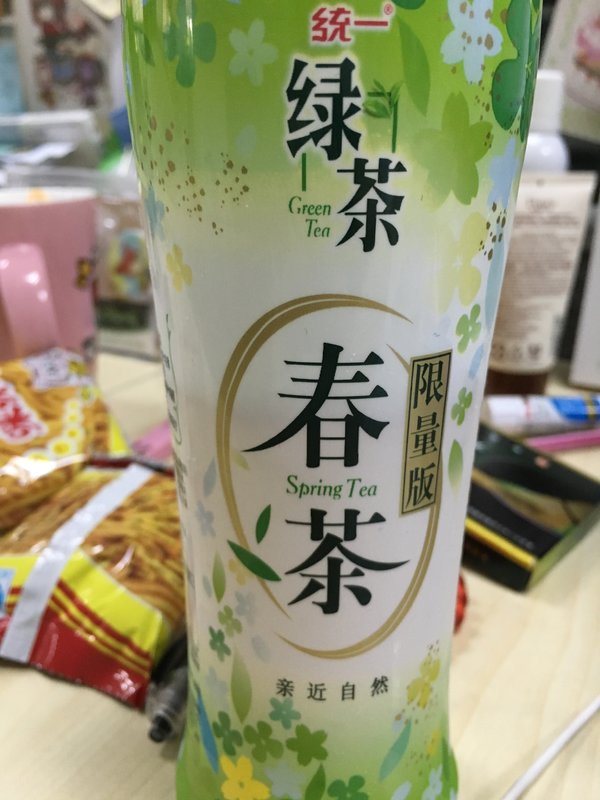 统一®
绿茶
Green
Tea
春茶
Spring Tea
限量版
亲近自然